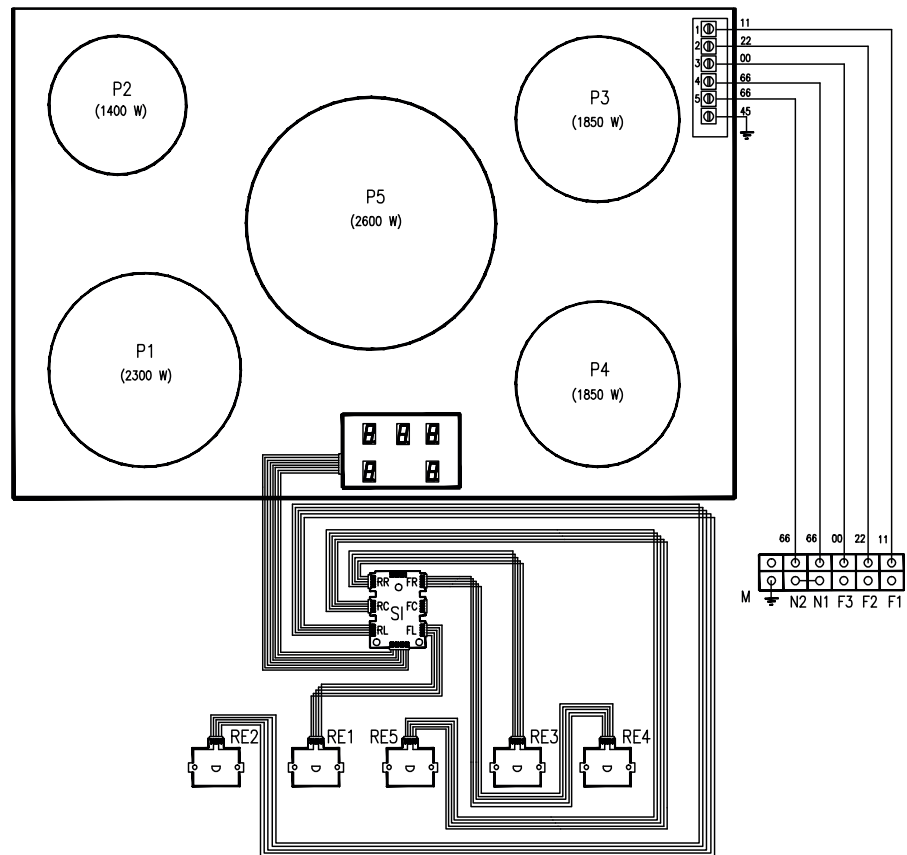 P2
(1400 W)
P5
(2600 W)
P3
(1850 W)
P1
(2300 W)
P4
(1850 W)
1
2
3
4
5
11
22
00
66
66
45
66 66 00 22 11
M N2 N1 F3 F2 F1
RR FR
RC FC
SI
RL FL
RE2 RE1 RE5 RE3 RE4